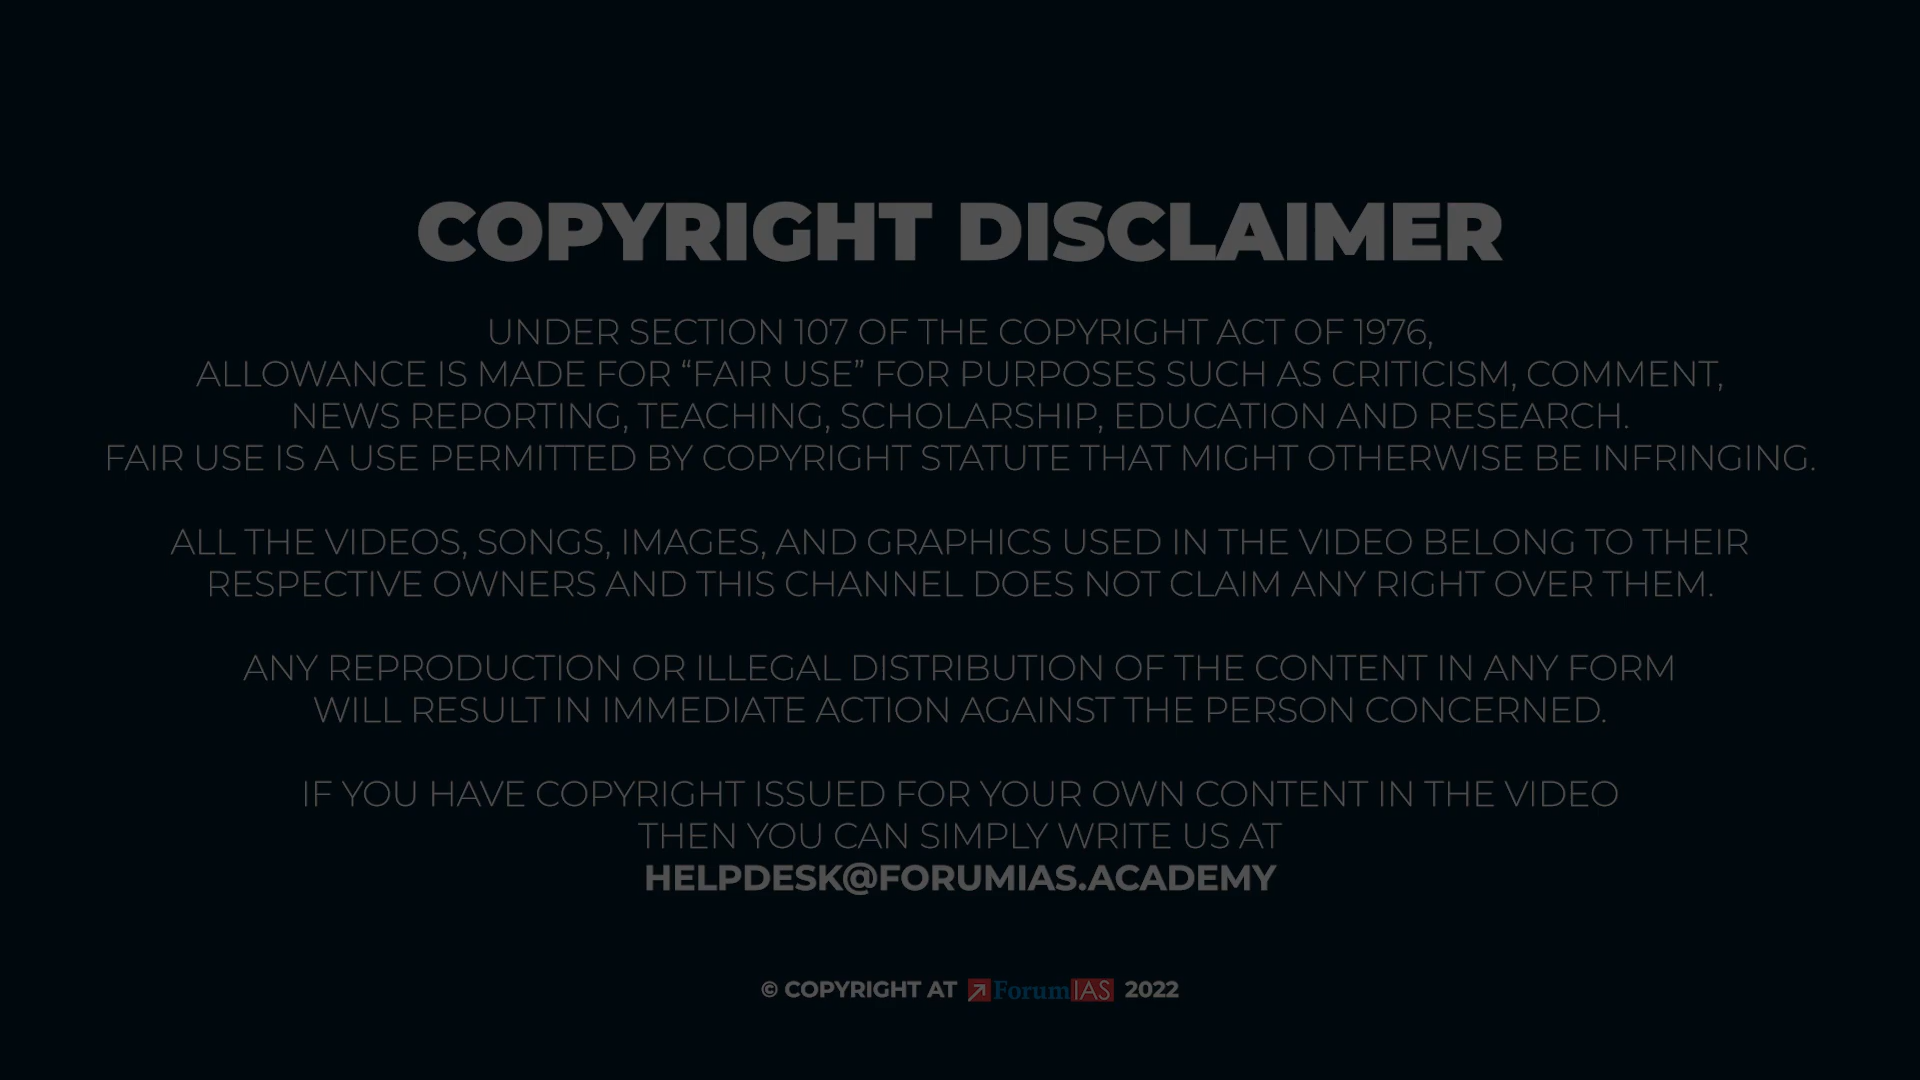 COPYRIGHT DISCLAIMER
UNDER SECTION 107 OF THE COPYRIGHT ACT OF 1976,
ALLOWANCE IS MADE FOR “FAIR USE” FOR PURPOSES SUCH AS CRITICISM, COMMENT,
NEWS REPORTING, TEACHING, SCHOLARSHIP, EDUCATION AND RESEARCH.
FAIR USE IS A USE PERMITTED BY COPYRIGHT STATUTE THAT MIGHT OTHERWISE BE INFRINGING.
ALL THE VIDEOS, SONGS, IMAGES, AND GRAPHICS USED IN THE VIDEO BELONG TO THEIR
RESPECTIVE OWNERS AND THIS CHANNEL DOES NOT CLAIM ANY RIGHT OVER THEM.
ANY REPRODUCTION OR ILLEGAL DISTRIBUTION OF THE CONTENT IN ANY FORM
WILL RESULT IN IMMEDIATE ACTION AGAINST THE PERSON CONCERNED.
IF YOU HAVE COPYRIGHT ISSUED FOR YOUR OWN CONTENT IN THE VIDEO
THEN YOU CAN SIMPLY WRITE US AT
HELPDESK@FORUMIAS.ACADEMY
© COPYRIGHT AT ForumIAS 2022